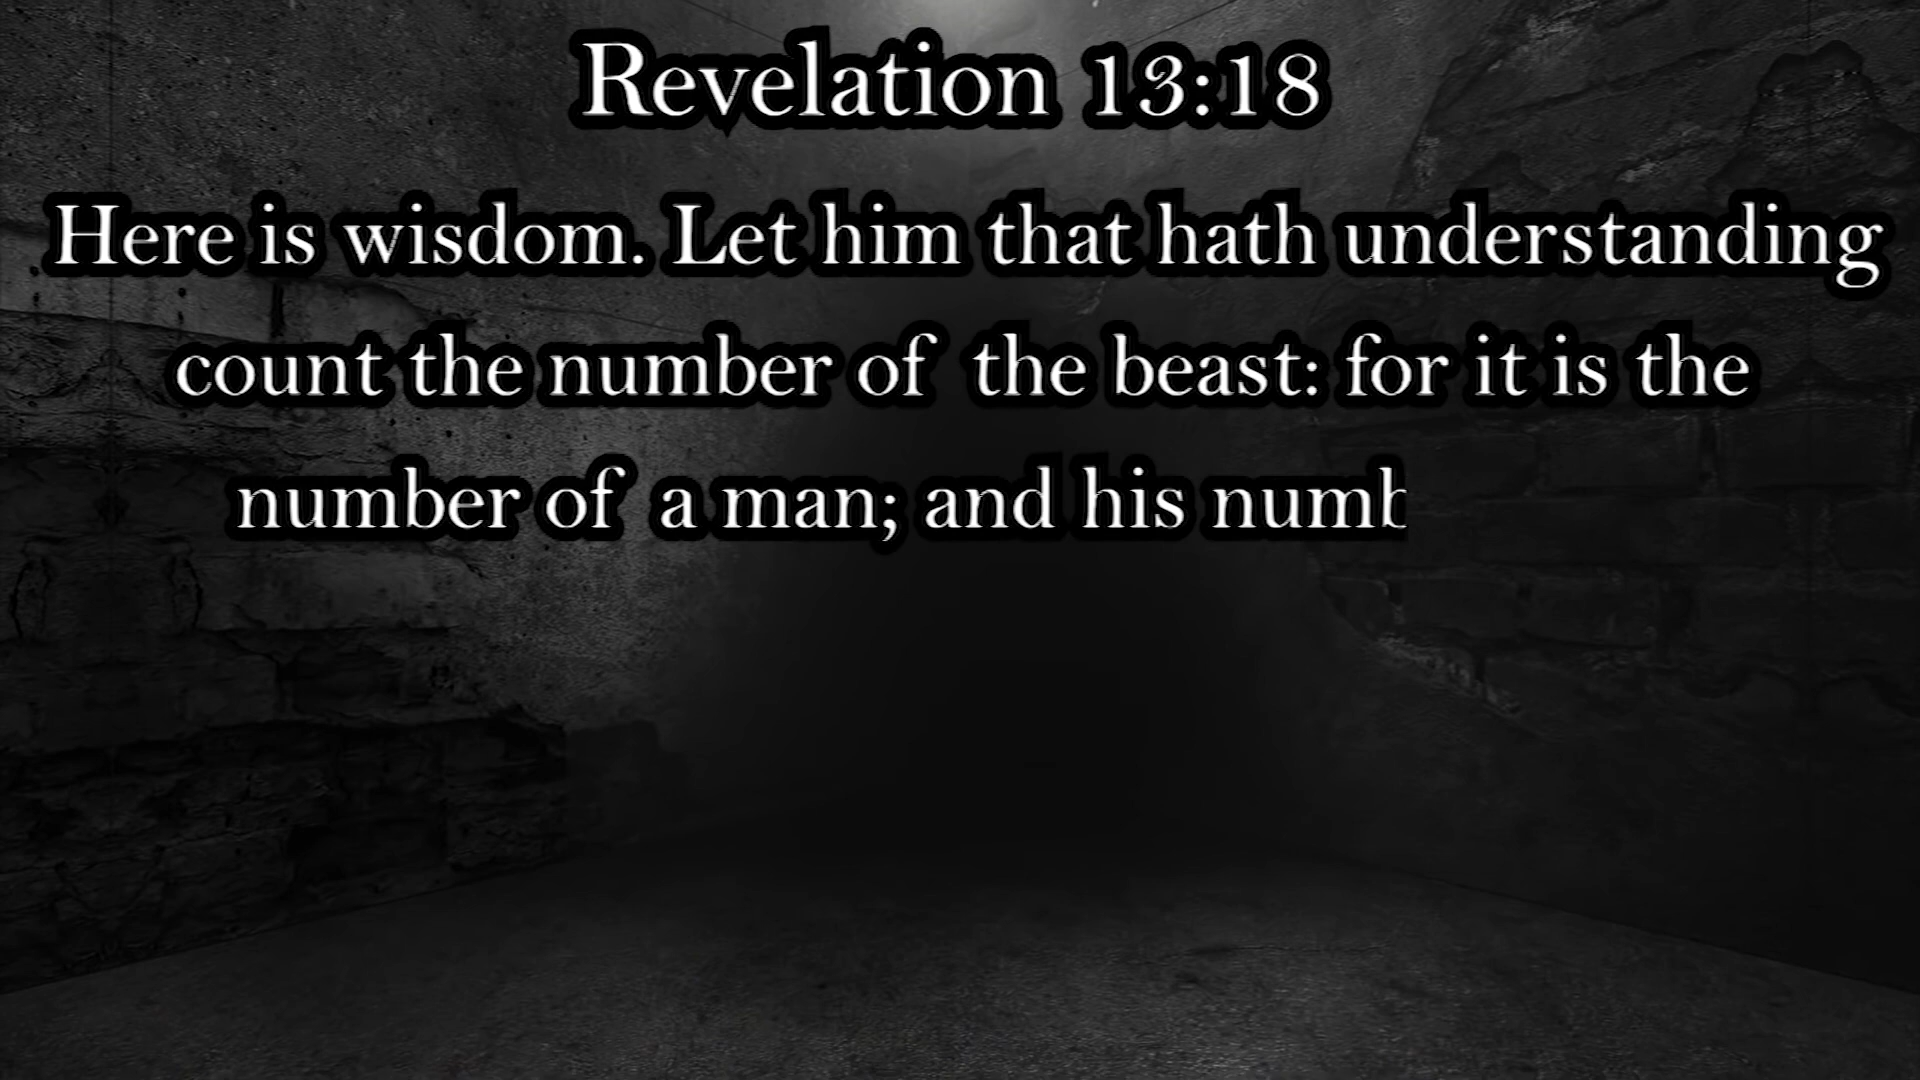 Revelation 13:18
Here is wisdom. Let him that hath understanding
count the number of the beast: for it is the
number of a man; and his numb